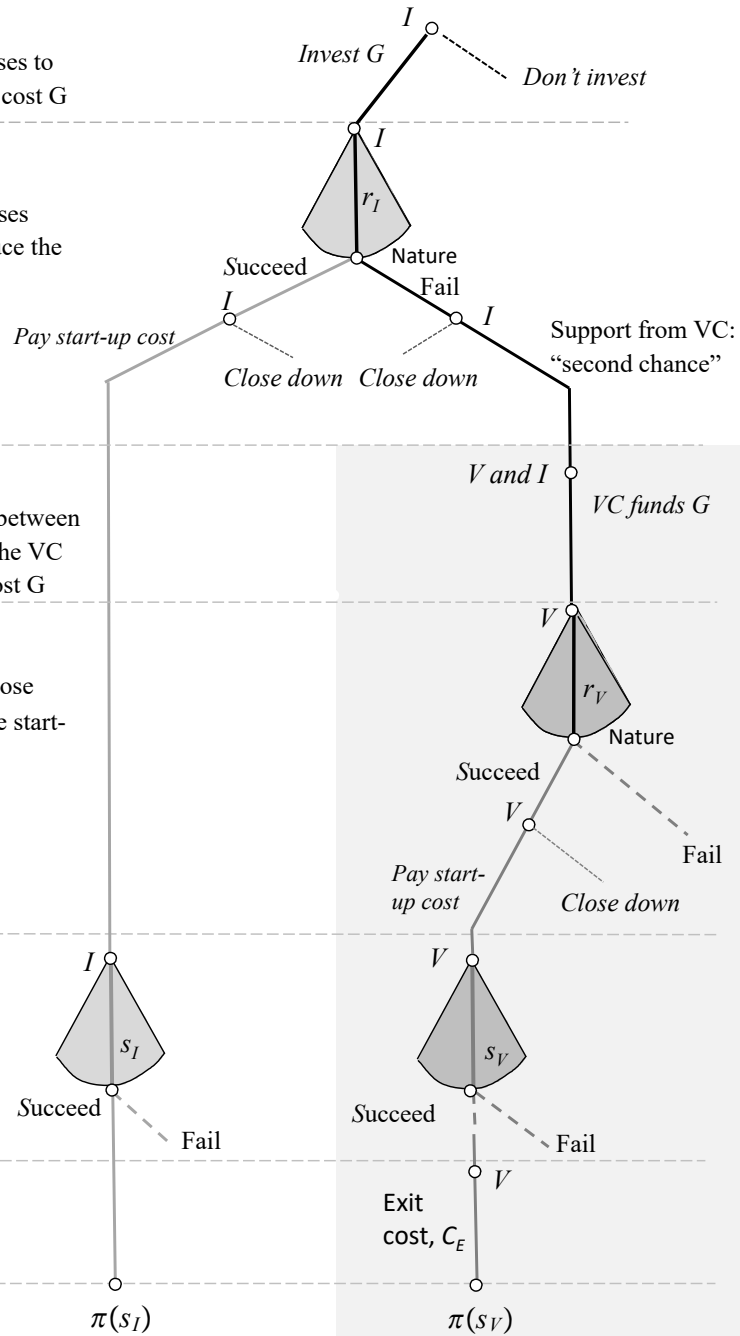 I
Invest G
Don't invest
ses to
cost G
I
r_I
ses
ce the
Nature
Succeed
Fail
I
I
Pay start-up cost
Support from VC:
"second chance"
Close down
Close down
V and I
VC funds G
between
he VC
ost G
V
r_V
ose
e start-
Nature
Succeed
V
Fail
Pay start-
up cost
Close down
I
V
s_I
s_V
Succeed
Succeed
Fail
Fail
V
Exit
cost, C_E
π(s_I)
π(s_V)